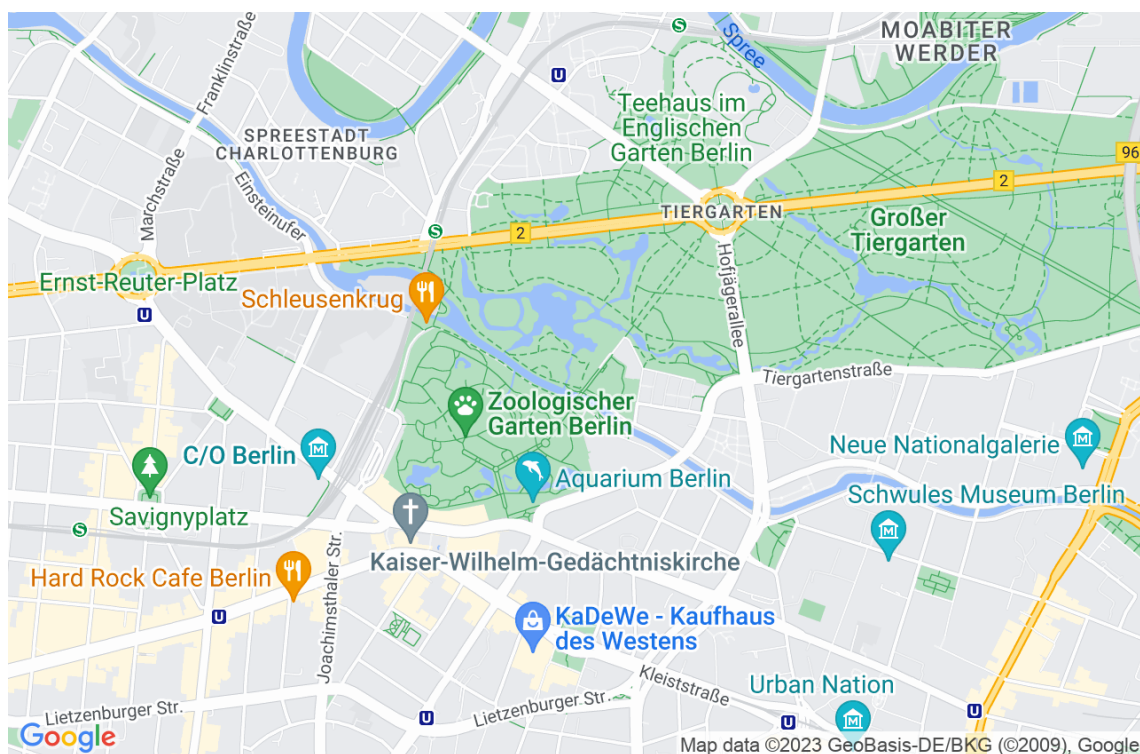 MOABITER
WERDER
Spree
S
U
Franklinstraße
Teehaus im
Englischen
Garten Berlin
SPREESTADT
CHARLOTTENBURG
96
2
Marchstraße
Einsteinufer
TIERGARTEN
Großer
Tiergarten
S
2
Hofjägerallee
Ernst-Reuter-Platz
Schleusenkrug
U
Tiergartenstraße
Zoologischer
Garten Berlin
C/O Berlin
M
Neue Nationalgalerie
M
Aquarium Berlin
Schwules Museum Berlin
M
Savignyplatz
S
Kaiser-Wilhelm-Gedächtniskirche
Joachimsthaler Str.
Hard Rock Cafe Berlin
U
KaDeWe - Kaufhaus
des Westens
Kleiststraße
Urban Nation
M
Lietzenburger Str.
Lietzenburger Str.
U
U
U
Google
Map data ©2023 GeoBasis-DE/BKG (©2009), Google